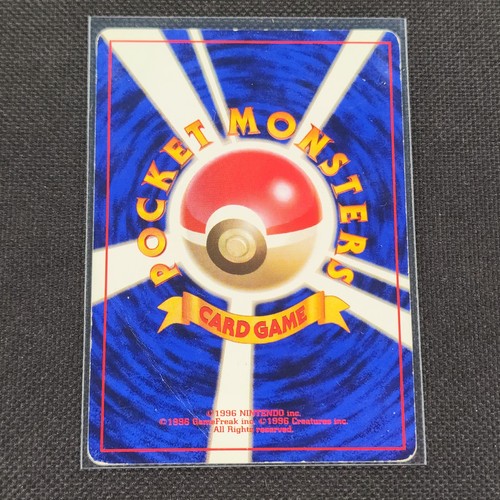 POCKET MONSTERS
CARD GAME
©1996 NINTENDO inc.
©1996 GameFreak inc. ©1996 Creatures inc.
All Rights reserved.